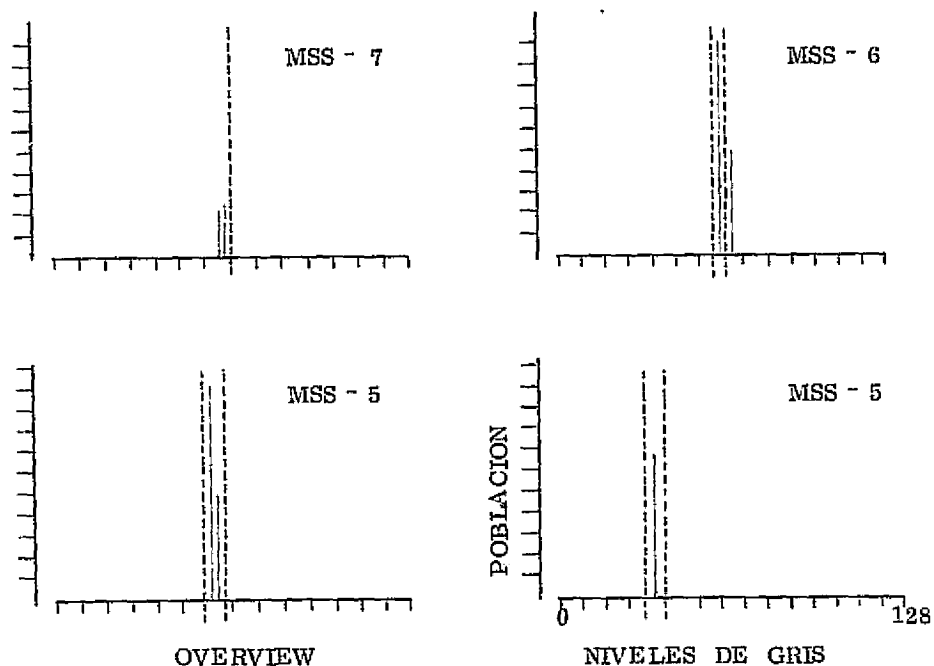 MSS - 7
MSS - 6
MSS - 5
MSS - 5
POBLACION
0
128
OVERVIEW
NIVELES DE GRIS